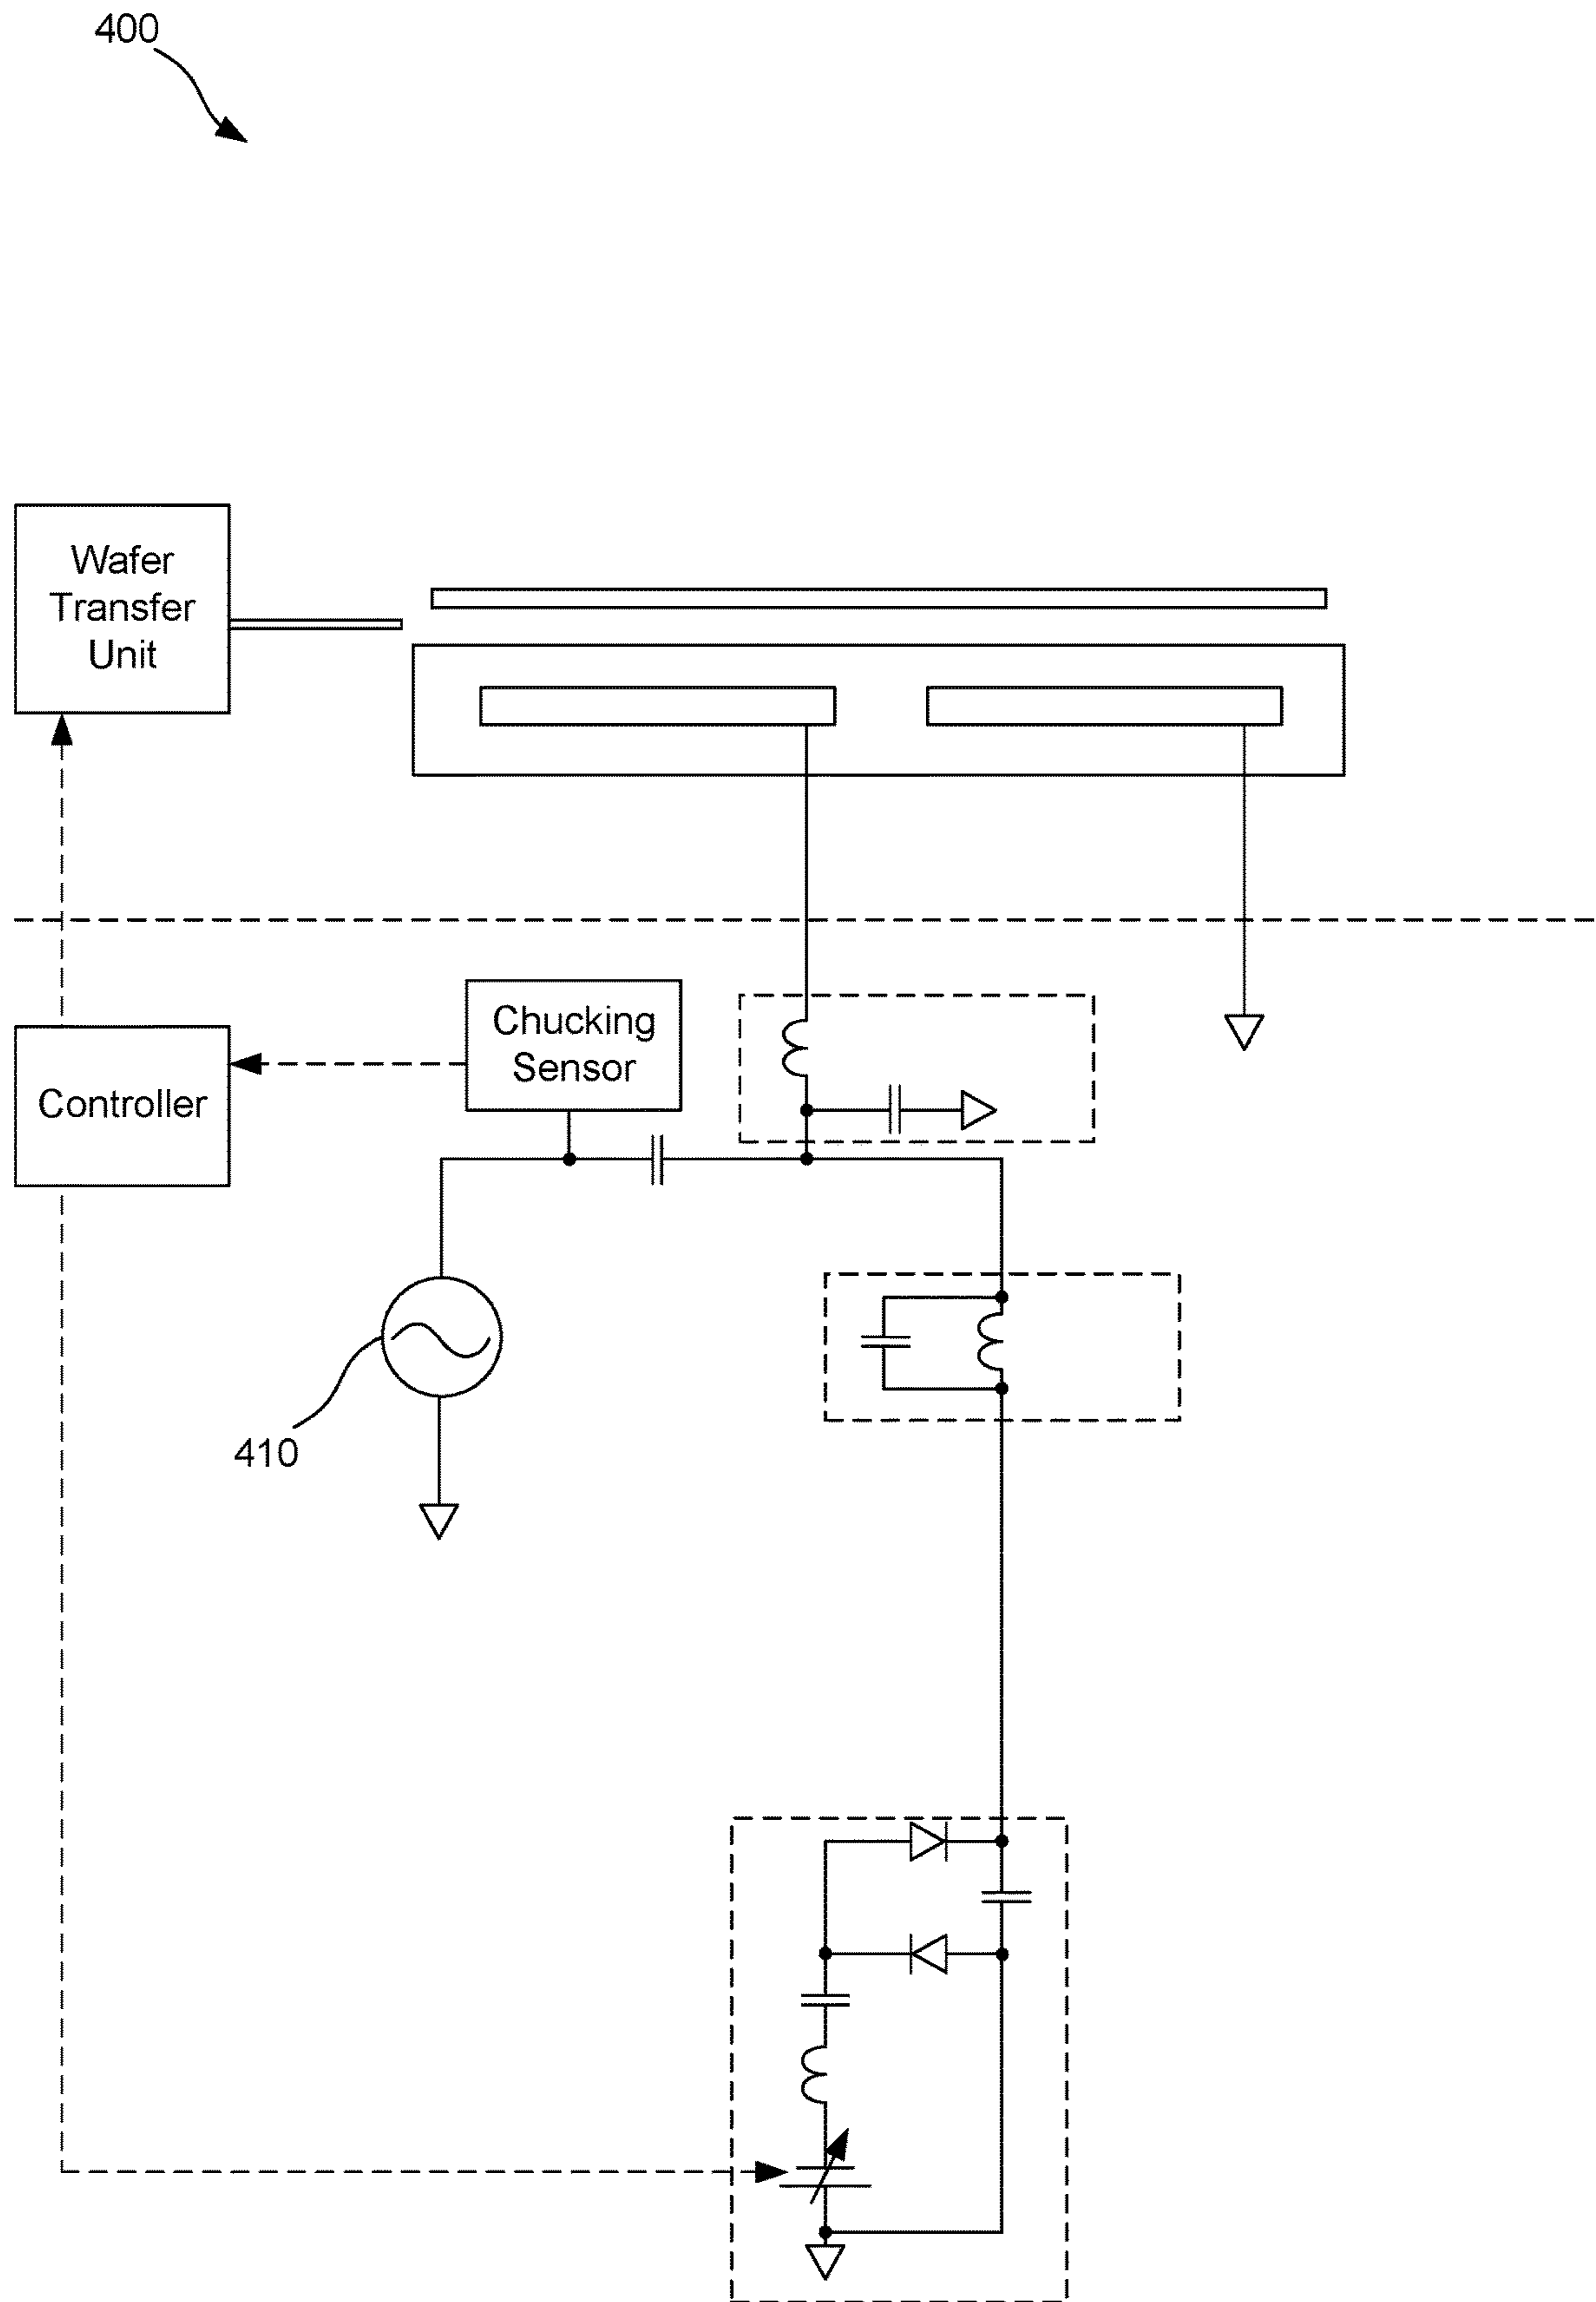 400
Wafer
Transfer
Unit
Chucking
Sensor
Controller
410